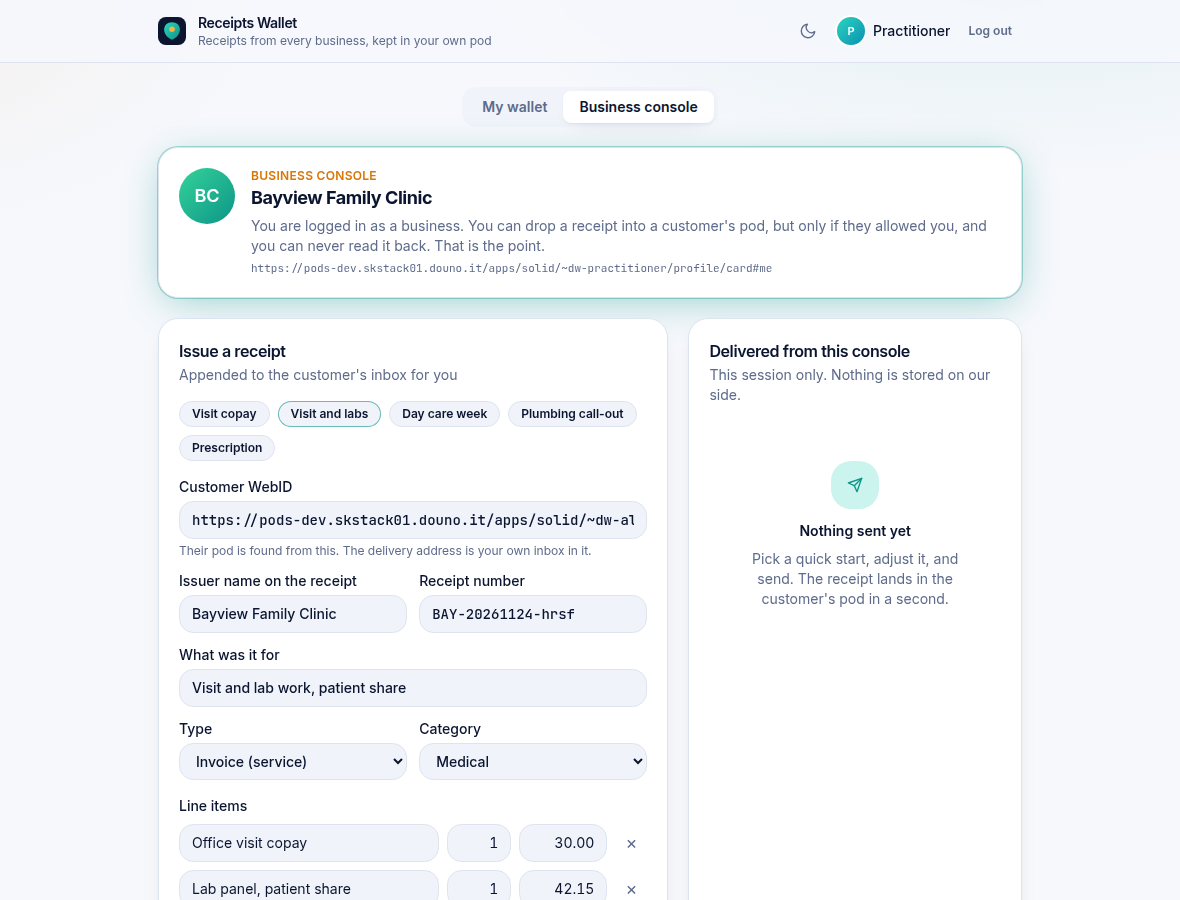 Receipts Wallet
Receipts from every business, kept in your own pod
P
Practitioner
Log out
My wallet
Business console
BC
BUSINESS CONSOLE
Bayview Family Clinic
You are logged in as a business. You can drop a receipt into a customer's pod, but only if they allowed you, and
you can never read it back. That is the point.
https://pods-dev.skstack01.douno.it/apps/solid/~dw-practitioner/profile/card#me
Issue a receipt
Appended to the customer's inbox for you
Visit copay
Visit and labs
Day care week
Plumbing call-out
Prescription
Customer WebID
https://pods-dev.skstack01.douno.it/apps/solid/~dw-al
Their pod is found from this. The delivery address is your own inbox in it.
Issuer name on the receipt
Receipt number
Bayview Family Clinic
BAY-20261124-hrsf
What was it for
Visit and lab work, patient share
Type
Category
Invoice (service)
Medical
Line items
Office visit copay
1
30.00
×
Lab panel, patient share
1
42.15
×
Delivered from this console
This session only. Nothing is stored on our
side.
Nothing sent yet
Pick a quick start, adjust it, and
send. The receipt lands in the
customer's pod in a second.